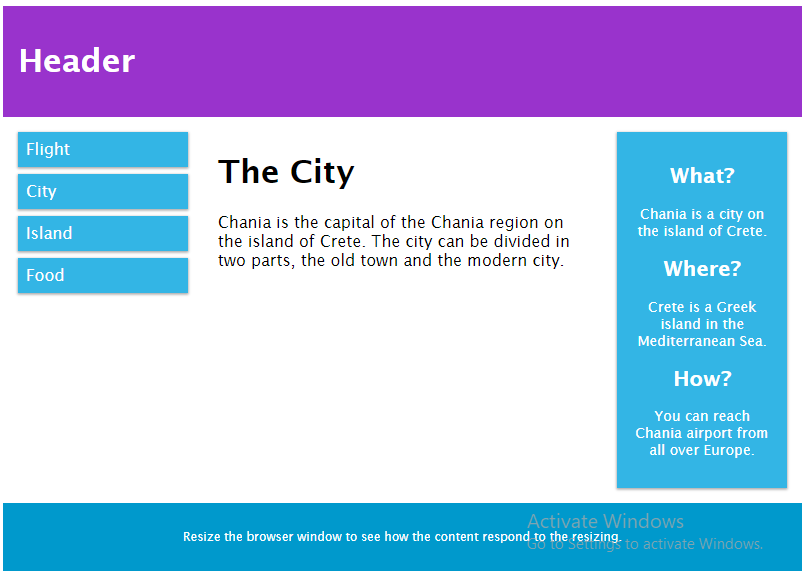 Header
Flight
City
Island
Food
The City
Chania is the capital of the Chania region on
the island of Crete. The city can be divided in
two parts, the old town and the modern city.
What?
Chania is a city on
the island of Crete.
Where?
Crete is a Greek
island in the
Mediterranean Sea.
How?
You can reach
Chania airport from
all over Europe.
Activate Windows
Resize the browser window to see how the content respond to the resizing.
Go to Settings to activate Windows.